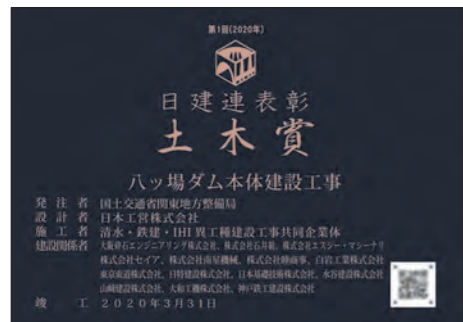 第1回(2020年)
日建連表彰
土木賞
八ッ場ダム本体建設工事
発注者 国土交通省関東地方整備局
設計者 日本工営株式会社
施工者 清水・鉄建・IHI異工種建設工事共同企業体
建設関係者 大阪砕石エンジニアリング株式会社、株式会社石井組、株式会社エスシー・マシーナリ
株式会社セイア、株式会社南星機械、株式会社睦商事、白岩工業株式会社
東京索道株式会社、日特建設株式会社、日本基礎技術株式会社、水谷建設株式会社
山﨑建設株式会社、大和工機株式会社、神戸鉄工建設株式会社
竣工 2020年3月31日